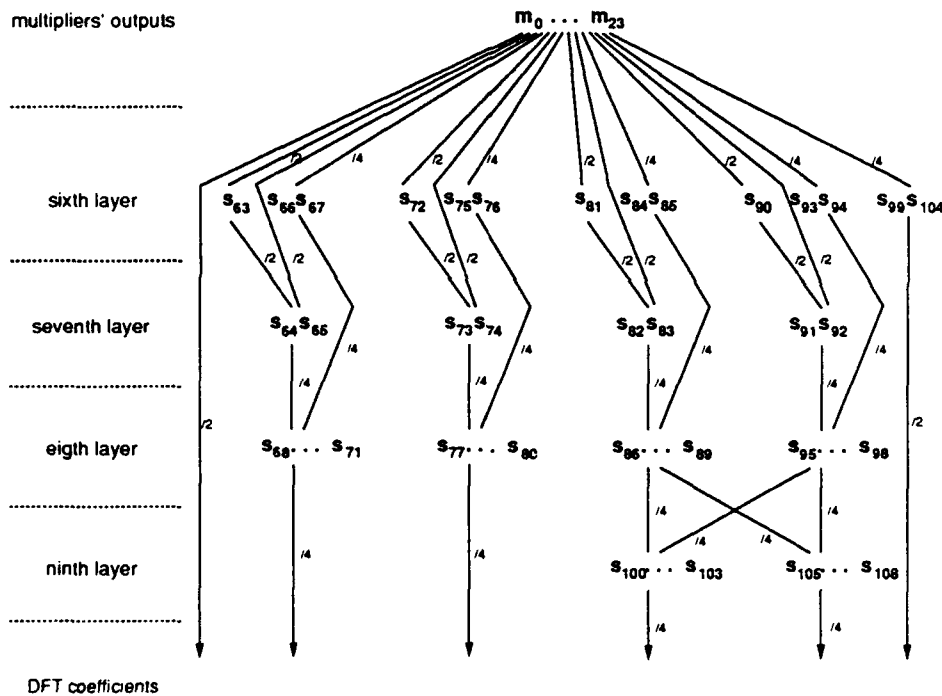 multipliers' outputs m0 . . . m23
/2 /4 /2 /4 /2 /4 /2 /4 /4
sixth layer s63 s66 s67 s72 s75 s76 s81 s84 s85 s90 s93 s94 s99 s104
/2 /2 /2 /2 /2 /2 /2 /2
seventh layer s64 s65 s73 s74 s82 s83 s91 s92
/4 /4 /4 /4
/4 /4 /4 /4
/2 /2
eigth layer s68 . . . s71 s77 . . . s80 s86 . . . s89 s95 . . . s98
/4 /4
/4 /4 /4 /4
ninth layer s100 . . . s103 s105 . . . s108
/4 /4
DFT coefficients